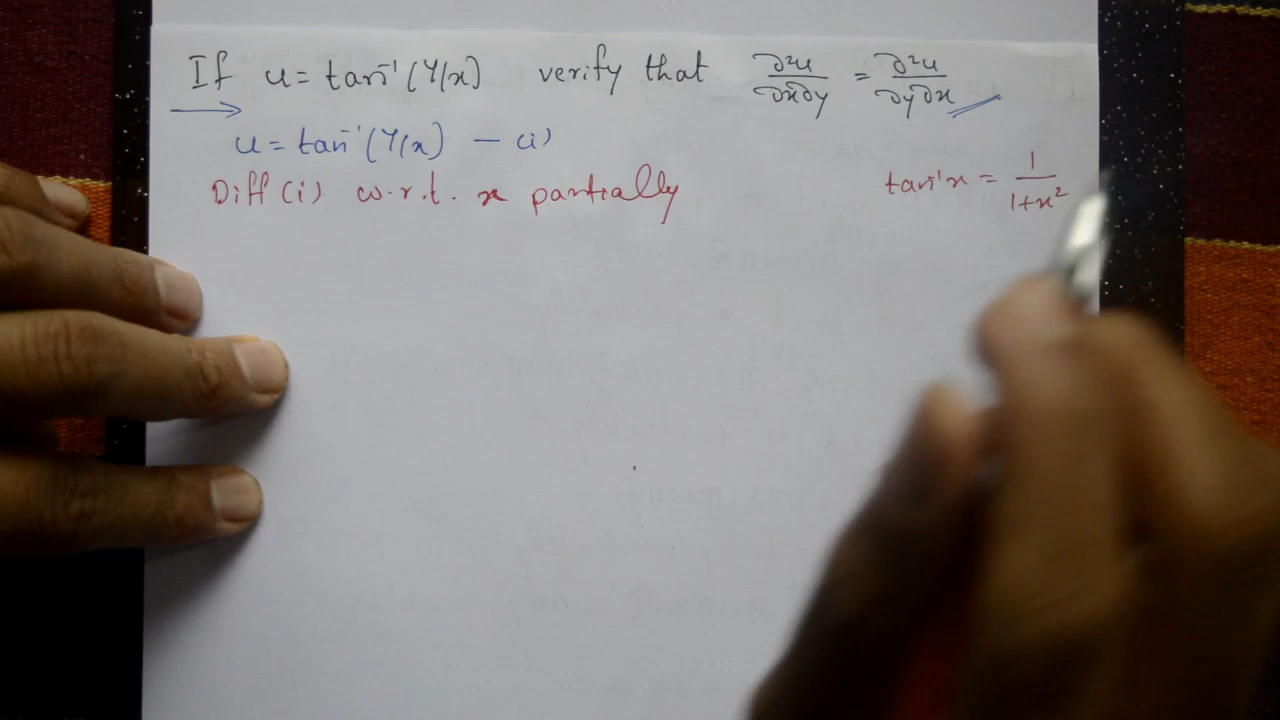 If u = tan⁻¹(y/x) verify that ∂²u/∂x∂y = ∂²u/∂y∂x
u = tan⁻¹(y/x) — (i)
Diff (i) w.r.t. x partially
tan⁻¹x = 1/1+x²